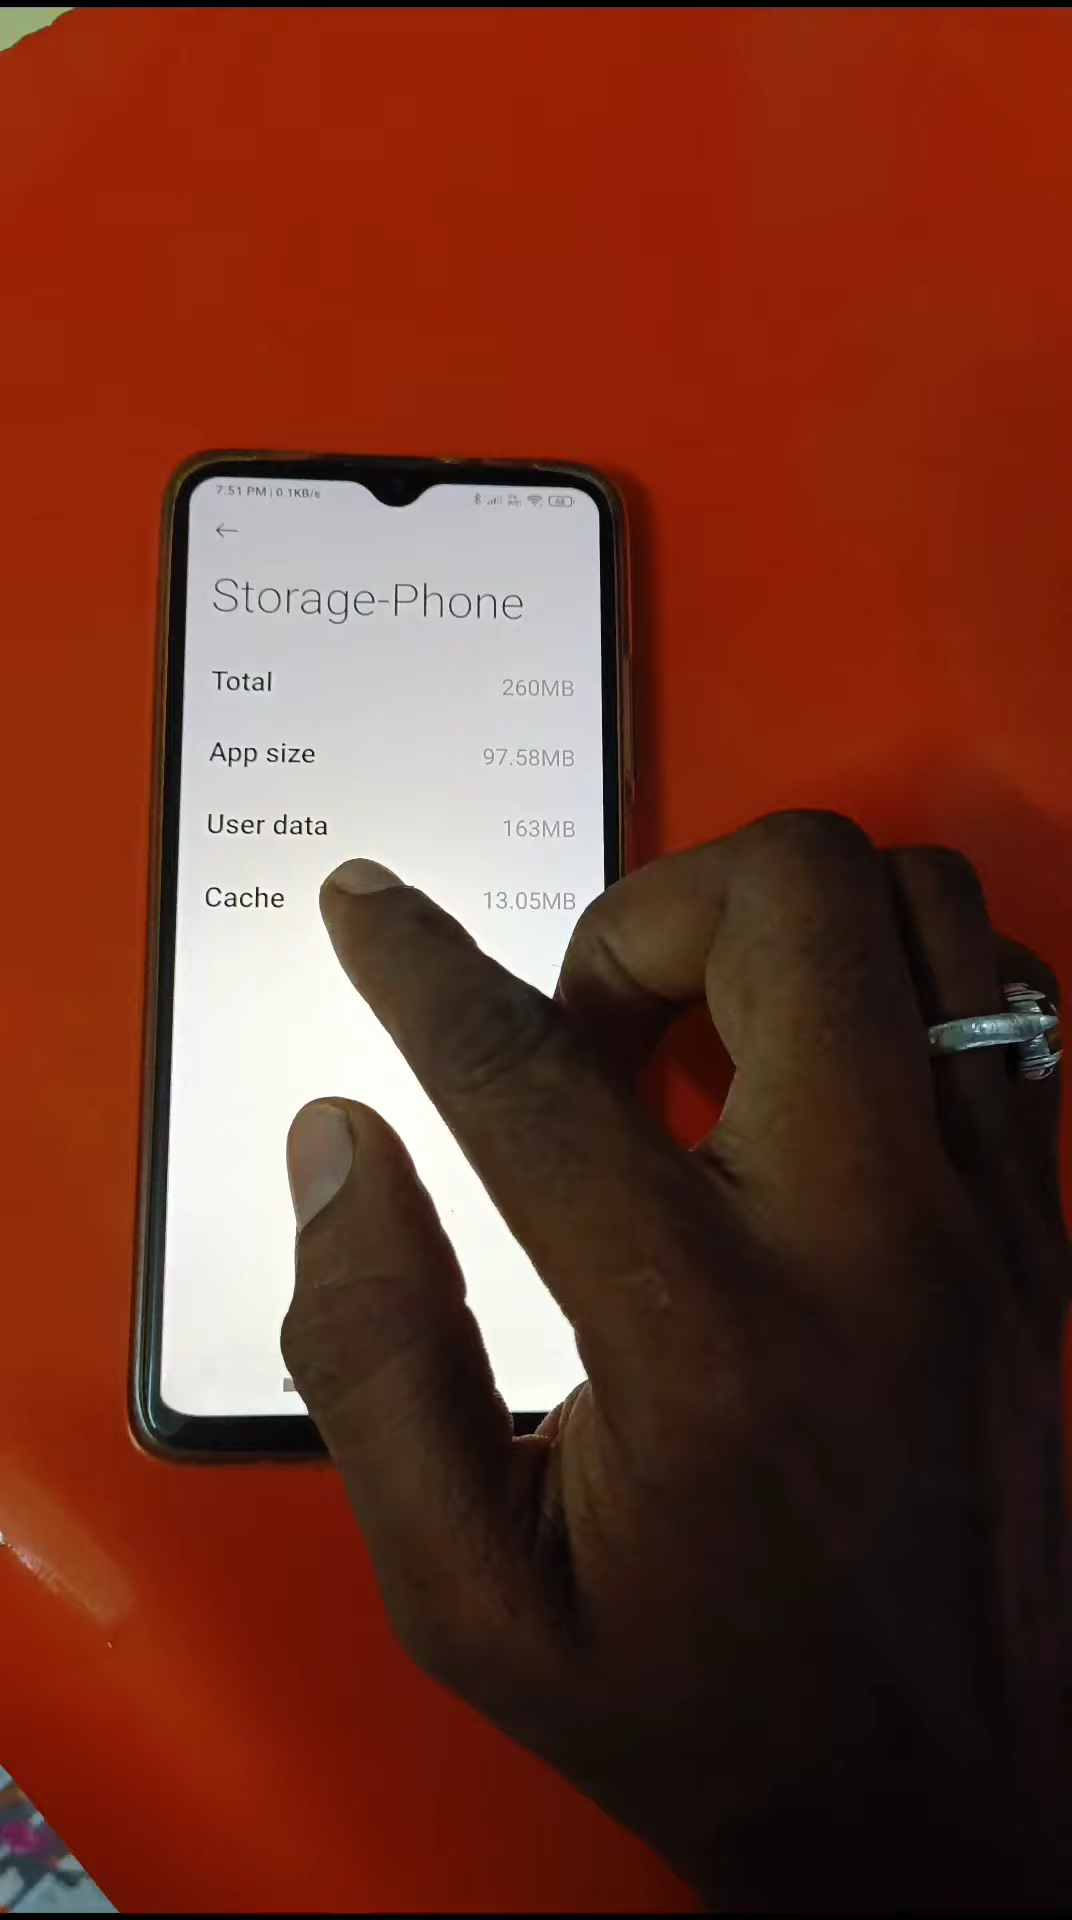 7:51 PM | 0.1KB/s
Storage-Phone
Total 260MB
App size 97.58MB
User data 163MB
Cache 13.05MB